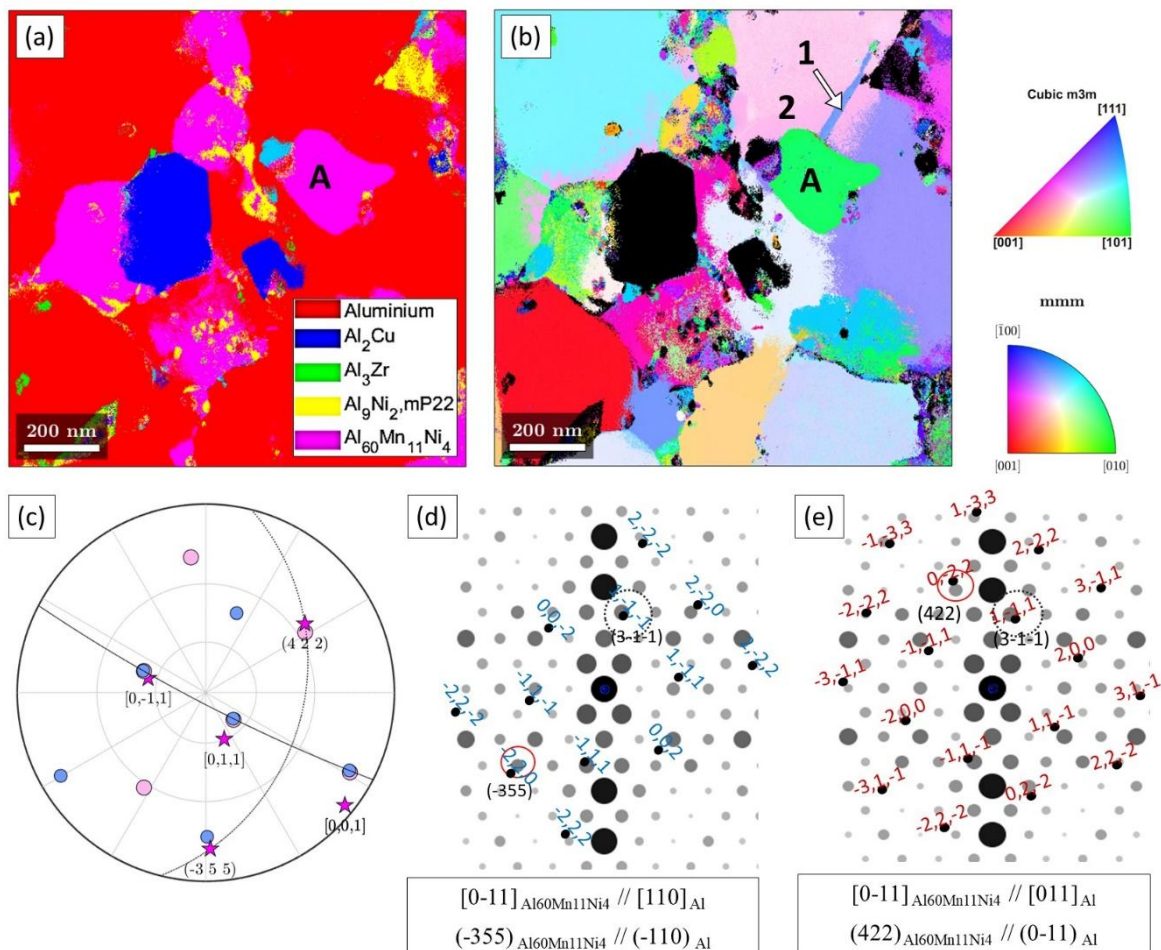 (a)
A
Aluminium
Al2Cu
Al3Zr
Al9Ni2,mP22
Al60Mn11Ni4
200 nm
(b)
1
2
A
200 nm
Cubic m3m
[111]
[001]
[101]
mmm
[1̄00]
[001]
[010]
(c)
(4 2 2)
[0,-1,1]
[0,1,1]
[0,0,1]
(-3 5 5)
(d)
2,-2,-2
2,-2,0
0,0,-2
1,-1,-1
(3-1-1)
1,-2,2
1,-1,1
-1,1,-1
-2,2,-2
0,0,2
-1,1,1
(-355)
-2,2,2
[0-11]Al60Mn11Ni4 // [110]Al
(-355)Al60Mn11Ni4 // (-110)Al
(e)
1,-3,3
-1,-3,3
2,-2,2
0,-2,2
3,-1,1
(422)
-2,-2,2
1,-1,1
(3-1-1)
-1,-1,1
2,0,0
-3,-1,1
3,1,-1
-2,0,0
1,1,-1
-1,1,-1
2,2,-2
-3,1,-1
0,2,-2
-2,2,-2
[0-11]Al60Mn11Ni4 // [011]Al
(422)Al60Mn11Ni4 // (0-11)Al